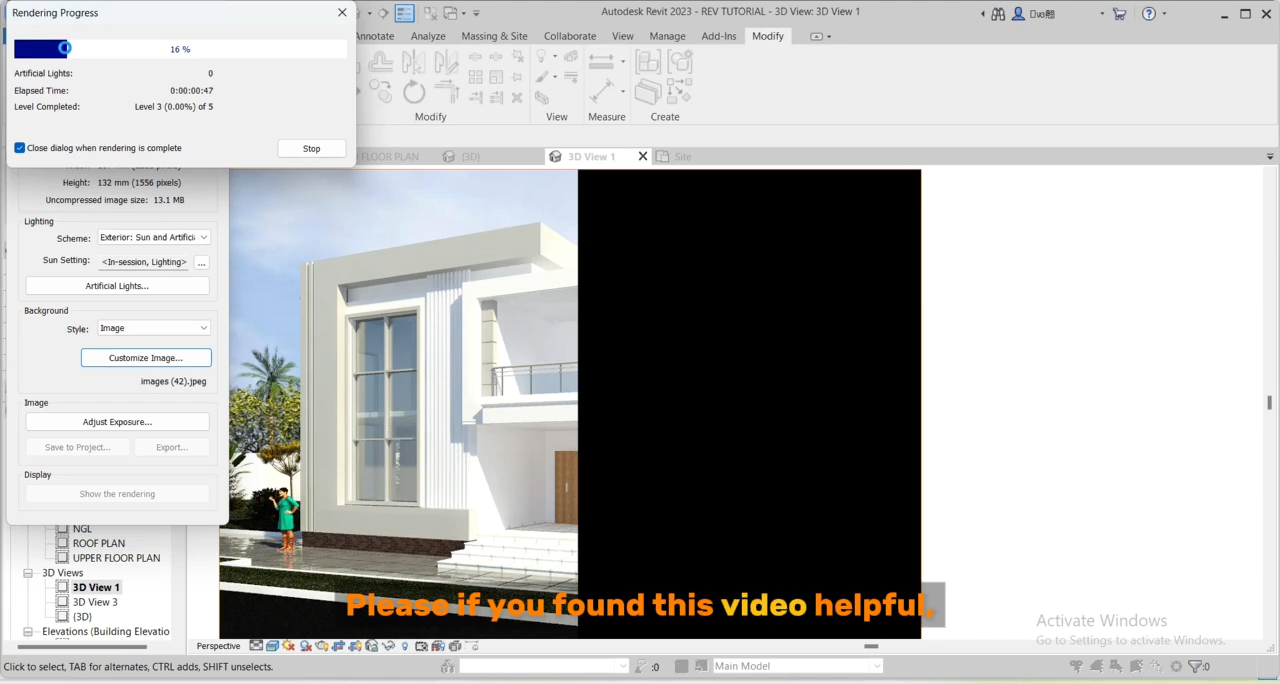 Rendering Progress
Autodesk Revit 2023 - REV TUTORIAL - 3D View: 3D View 1
16 %
Annotate Analyze Massing & Site Collaborate View Manage Add-Ins Modify
Artificial Lights: 0
Elapsed Time: 0:00:00:47
Level Completed: Level 3 (0.00%) of 5
Modify View Measure Create
Close dialog when rendering is complete
Stop
FLOOR PLAN {3D} 3D View 1 Site
Height: 132 mm (1556 pixels)
Uncompressed image size: 13.1 MB
Lighting
Scheme: Exterior: Sun and Artificia
Sun Setting: <In-session, Lighting> ...
Artificial Lights...
Background
Style: Image
Customize Image...
images (42).jpeg
Image
Adjust Exposure...
Save to Project... Export...
Display
Show the rendering
NGL
ROOF PLAN
UPPER FLOOR PLAN
3D Views
3D View 1
3D View 3
{3D}
Elevations (Building Elevatio
Please if you found this video helpful,
Activate Windows
Go to Settings to activate Windows.
Perspective
Click to select, TAB for alternates, CTRL adds, SHIFT unselects.
:0
Main Model
:0